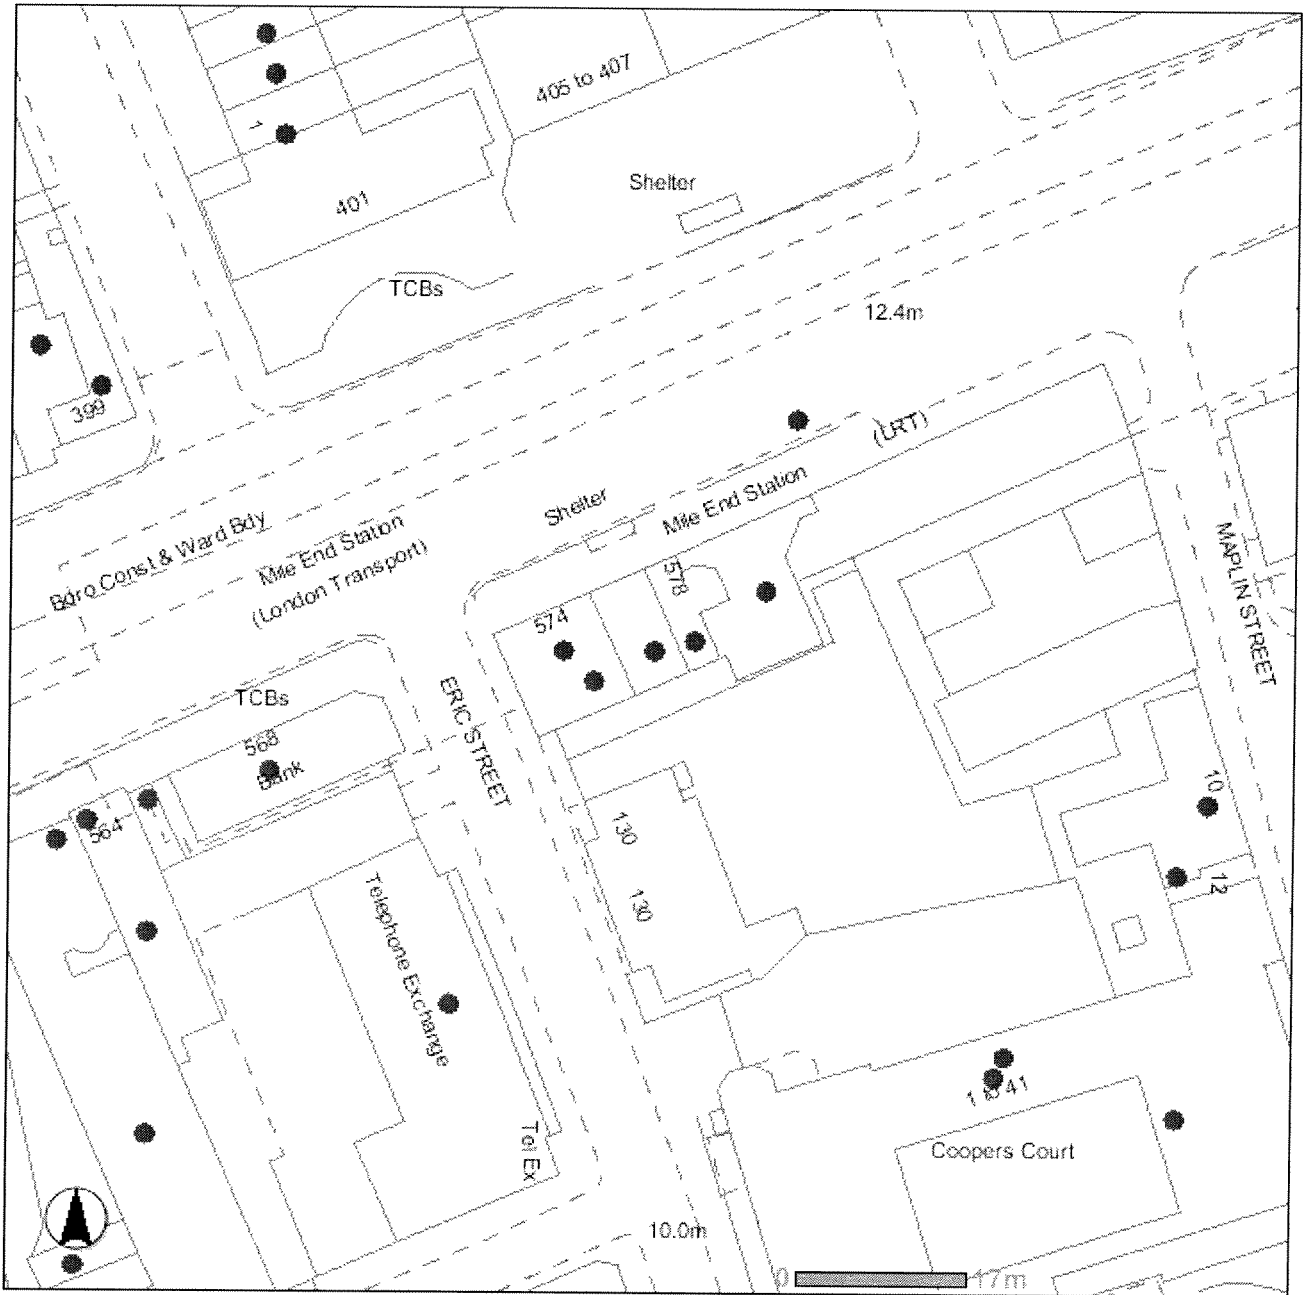 405 to 407
1
401
Shelter
TCBs
12.4m
399
(LRT)
Mile End Station
Shelter
Boro Const & Ward Bdy
Mile End Station
(London Transport)
578
574
MAPLIN STREET
ERIC STREET
TCBs
568
Bank
564
10
12
130
130
Telephone Exchange
1 to 41
Coopers Court
Tel Ex
10.0m
0 17m